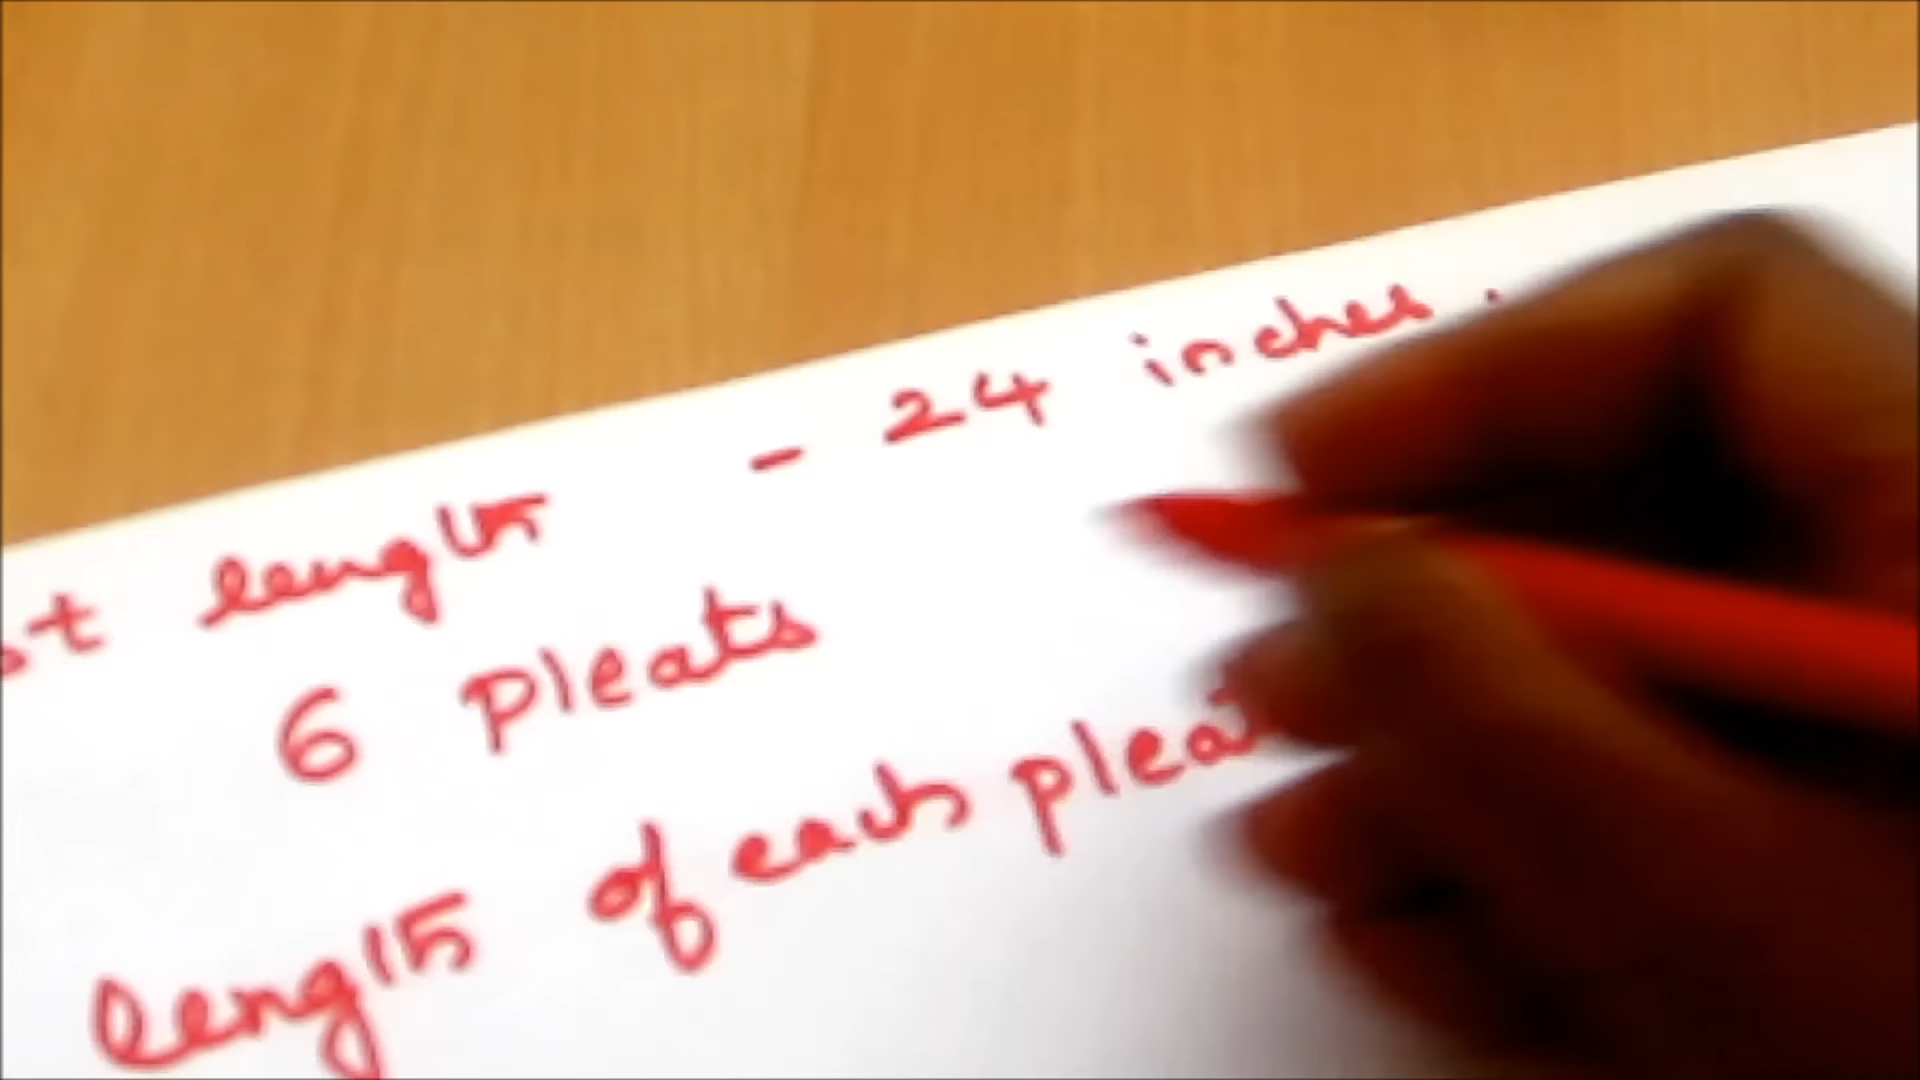 length - 24 inches.
6 Pleats
length of each pleat